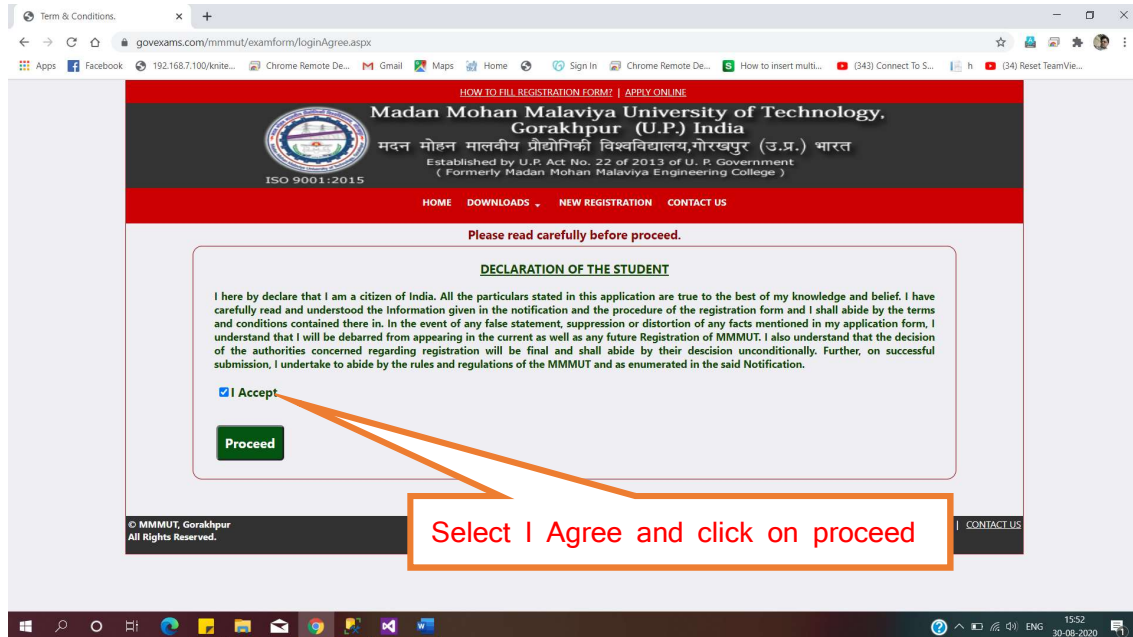 Term & Conditions.
govexams.com/mmmut/examform/loginAgree.aspx
Apps Facebook 192.168.7.100/knite... Chrome Remote De... Gmail Maps Home Sign In Chrome Remote De... How to insert multi... (343) Connect To S... h (34) Reset TeamVie...
HOW TO FILL REGISTRATION FORM? | APPLY ONLINE
Madan Mohan Malaviya University of Technology,
Gorakhpur (U.P.) India
मदन मोहन मालवीय प्रौद्योगिकी विश्वविद्यालय,गोरखपुर (उ.प्र.) भारत
Established by U.P. Act No. 22 of 2013 of U. P. Government
( Formerly Madan Mohan Malaviya Engineering College )
ISO 9001:2015
HOME DOWNLOADS NEW REGISTRATION CONTACT US
Please read carefully before proceed.
DECLARATION OF THE STUDENT
I here by declare that I am a citizen of India. All the particulars stated in this application are true to the best of my knowledge and belief. I have
carefully read and understood the Information given in the notification and the procedure of the registration form and I shall abide by the terms
and conditions contained there in. In the event of any false statement, suppression or distortion of any facts mentioned in my application form, I
understand that I will be debarred from appearing in the current as well as any future Registration of MMMUT. I also understand that the decision
of the authorities concerned regarding registration will be final and shall abide by their descision unconditionally. Further, on successful
submission, I undertake to abide by the rules and regulations of the MMMUT and as enumerated in the said Notification.
I Accept
Proceed
Select I Agree and click on proceed
© MMMUT, Gorakhpur
All Rights Reserved.
| CONTACT US
ENG 15:52
30-08-2020